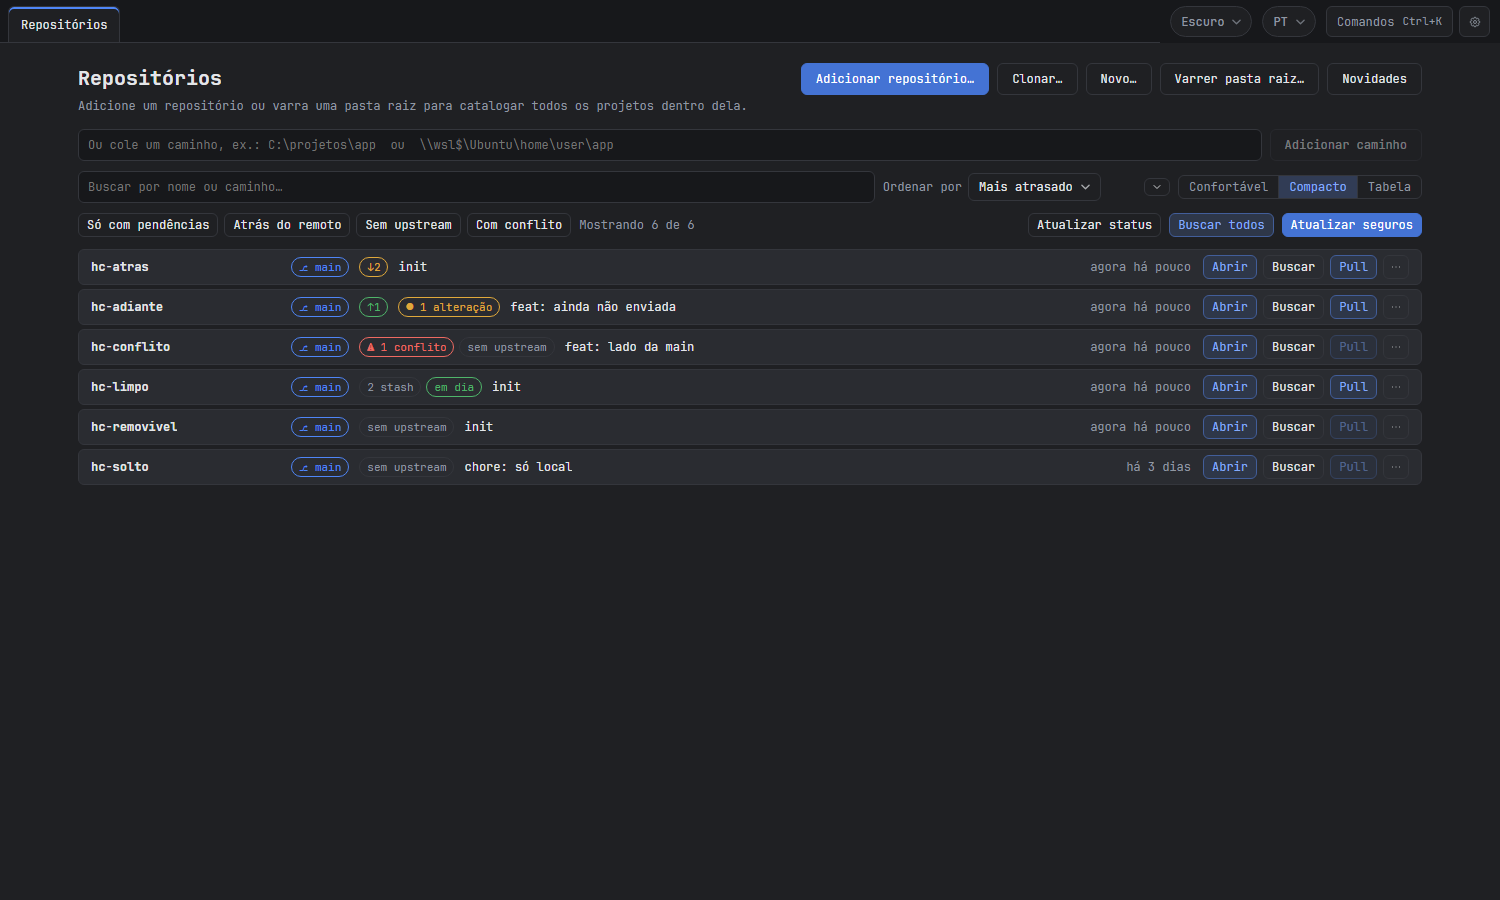 Repositórios
Escuro
PT
Comandos Ctrl+K
Repositórios
Adicionar repositório…
Clonar…
Novo…
Varrer pasta raiz…
Novidades
Adicione um repositório ou varra uma pasta raiz para catalogar todos os projetos dentro dela.
Ou cole um caminho, ex.: C:\projetos\app ou \\wsl$\Ubuntu\home\user\app
Adicionar caminho
Buscar por nome ou caminho…
Ordenar por
Mais atrasado
Confortável
Compacto
Tabela
Só com pendências
Atrás do remoto
Sem upstream
Com conflito
Mostrando 6 de 6
Atualizar status
Buscar todos
Atualizar seguros
hc-atras main ↓2 init agora há pouco Abrir Buscar Pull ···
hc-adiante main ↑1 ● 1 alteração feat: ainda não enviada agora há pouco Abrir Buscar Pull ···
hc-conflito main ▲ 1 conflito sem upstream feat: lado da main agora há pouco Abrir Buscar Pull ···
hc-limpo main 2 stash em dia init agora há pouco Abrir Buscar Pull ···
hc-removivel main sem upstream init agora há pouco Abrir Buscar Pull ···
hc-solto main sem upstream chore: só local há 3 dias Abrir Buscar Pull ···